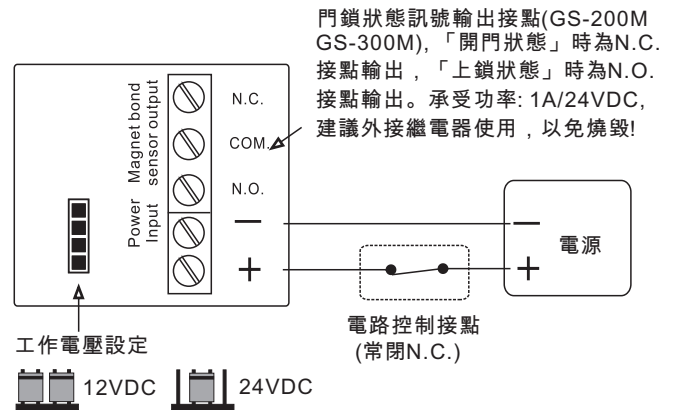 門鎖狀態訊號輸出接點(GS-200M
GS-300M), 「開門狀態」時為N.C.
接點輸出，「上鎖狀態」時為N.O.
接點輸出。承受功率: 1A/24VDC,
建議外接繼電器使用，以免燒毀!
Magnet bond
sensor output
N.C.
COM.
N.O.
Power
Input
−
+
−
+
電源
電路控制接點
(常閉N.C.)
工作電壓設定
12VDC
24VDC